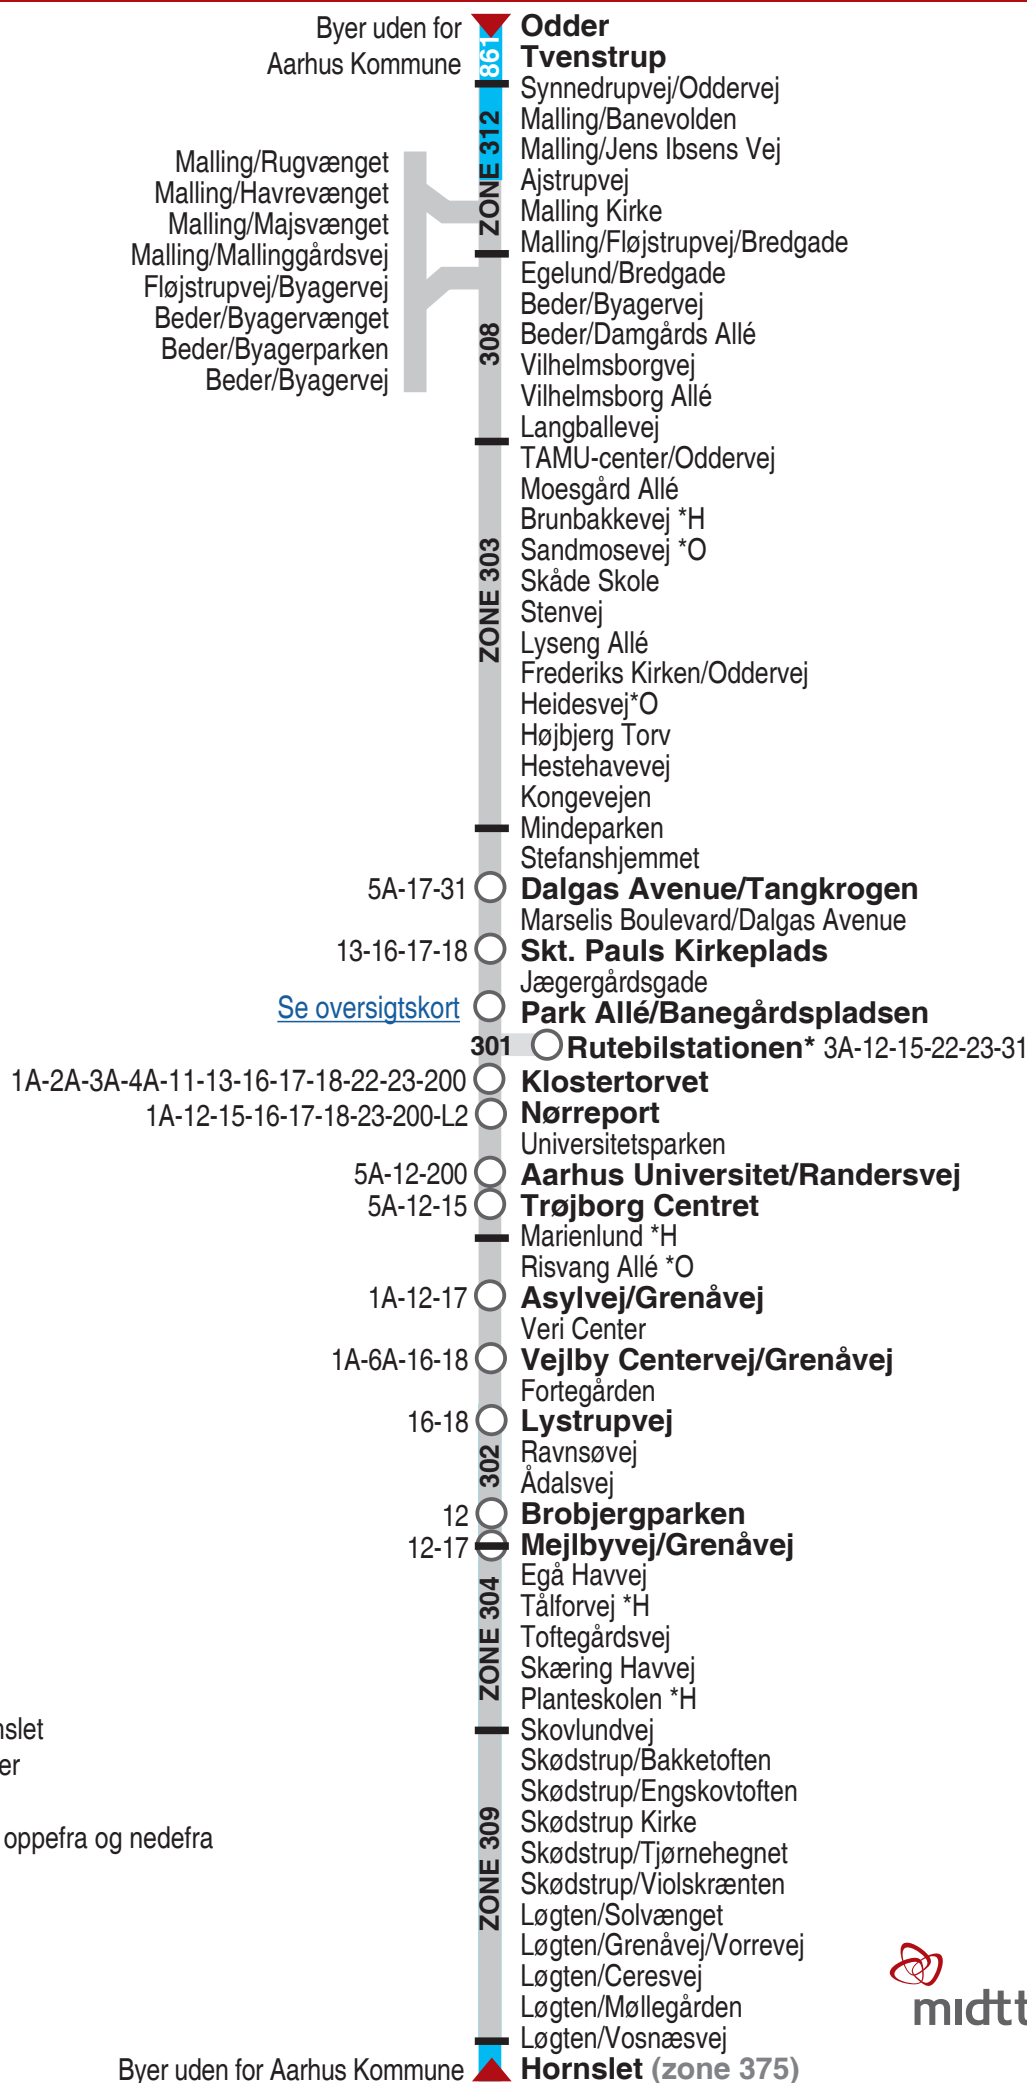 Byer uden for
Aarhus Kommune
861
Odder
Tvenstrup
Synnedrupvej/Oddervej
Malling/Banevolden
Malling/Jens Ibsens Vej
Ajstrupvej
Malling Kirke
Malling/Fløjstrupvej/Bredgade
ZONE 312
Malling/Rugvænget
Malling/Havrevænget
Malling/Majsvænget
Malling/Mallinggårdsvej
Fløjstrupvej/Byagervej
Beder/Byagervænget
Beder/Byagerparken
Beder/Byagervej
308
Egelund/Bredgade
Beder/Byagervej
Beder/Damgårds Allé
Vilhelmsborgvej
Vilhelmsborg Allé
Langballevej
ZONE 303
TAMU-center/Oddervej
Moesgård Allé
Brunbakkevej *H
Sandmosevej *O
Skåde Skole
Stenvej
Lyseng Allé
Frederiks Kirken/Oddervej
Heidesvej*O
Højbjerg Torv
Hestehavevej
Kongevejen
Mindeparken
Stefanshjemmet
5A-17-31 Dalgas Avenue/Tangkrogen
Marselis Boulevard/Dalgas Avenue
13-16-17-18 Skt. Pauls Kirkeplads
Jægergårdsgade
Se oversigtskort Park Allé/Banegårdspladsen
301 Rutebilstationen* 3A-12-15-22-23-31
1A-2A-3A-4A-11-13-16-17-18-22-23-200 Klostertorvet
1A-12-15-16-17-18-23-200-L2 Nørreport
Universitetsparken
5A-12-200 Aarhus Universitet/Randersvej
5A-12-15 Trøjborg Centret
Marienlund *H
Risvang Allé *O
1A-12-17 Asylvej/Grenåvej
Veri Center
1A-6A-16-18 Vejlby Centervej/Grenåvej
Fortegården
16-18 Lystrupvej
302
Ravnsøvej
Ådalsvej
12 Brobjergparken
12-17 Mejlbyvej/Grenåvej
ZONE 304
Egå Havvej
Tålforvej *H
Toftegårdsvej
Skæring Havvej
Planteskolen *H
Skovlundvej
ZONE 309
Skødstrup/Bakketoften
Skødstrup/Engskovtoften
Skødstrup Kirke
Skødstrup/Tjørnehegnet
Skødstrup/Violskrænten
Løgten/Solvænget
Løgten/Grenåvej/Vorrevej
Løgten/Ceresvej
Løgten/Møllegården
Løgten/Vosnæsvej
Byer uden for Aarhus Kommune Hornslet (zone 375)
nslet
er
oppefra og nedefra
midtt